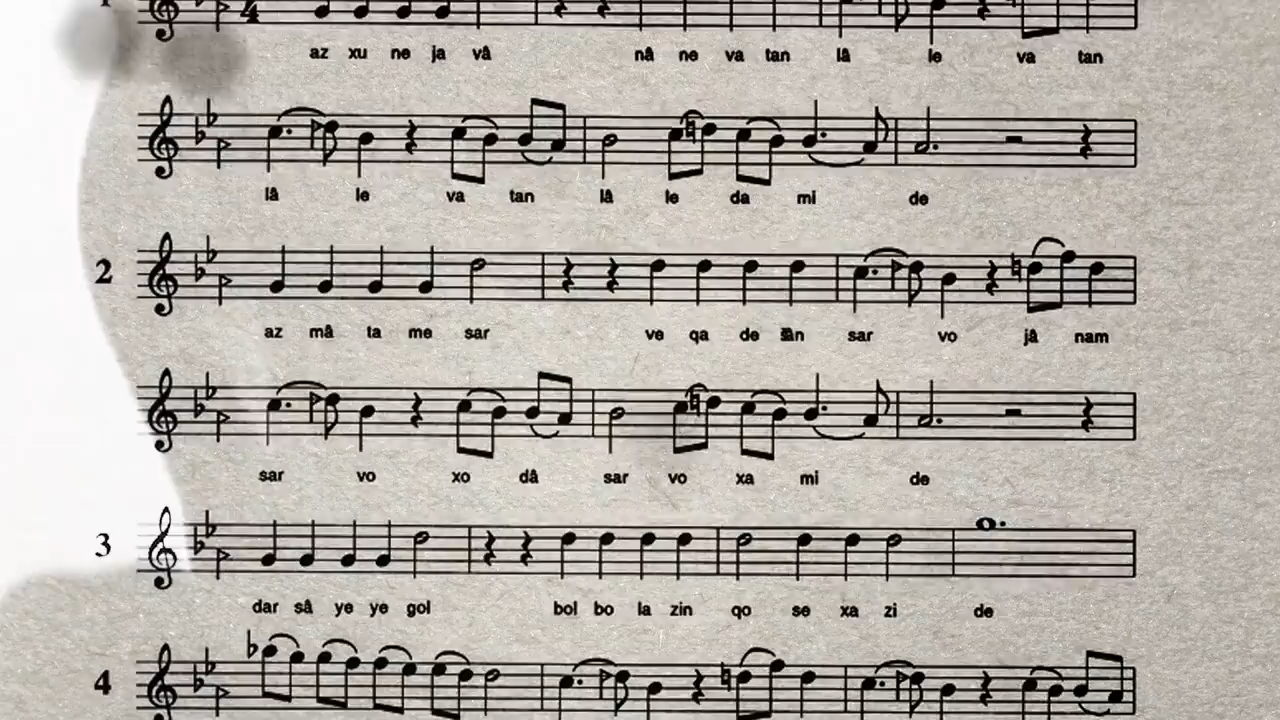 4
az xu ne ja vâ nâ ne va tan lâ le va tan
lâ le va tan lâ le da mi de
2
az mâ ta me sar ve qa de sar vo jâ nam
sar vo xo dâ sar vo xa mi de
3
dar sâ ye ye gol bol bo la zin qo se xa zi de
4